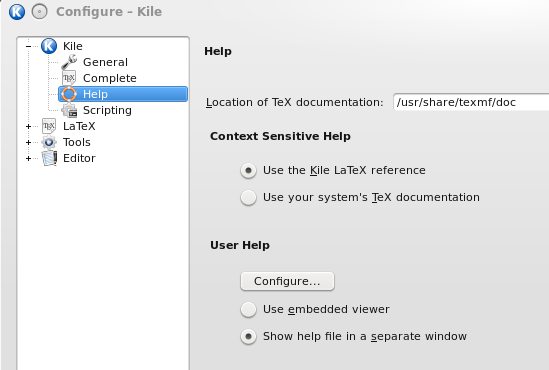 Configure – Kile
Kile
General
Complete
Help
Scripting
LaTeX
Tools
Editor
Help
Location of TeX documentation: /usr/share/texmf/doc
Context Sensitive Help
Use the Kile LaTeX reference
Use your system's TeX documentation
User Help
Configure...
Use embedded viewer
Show help file in a separate window